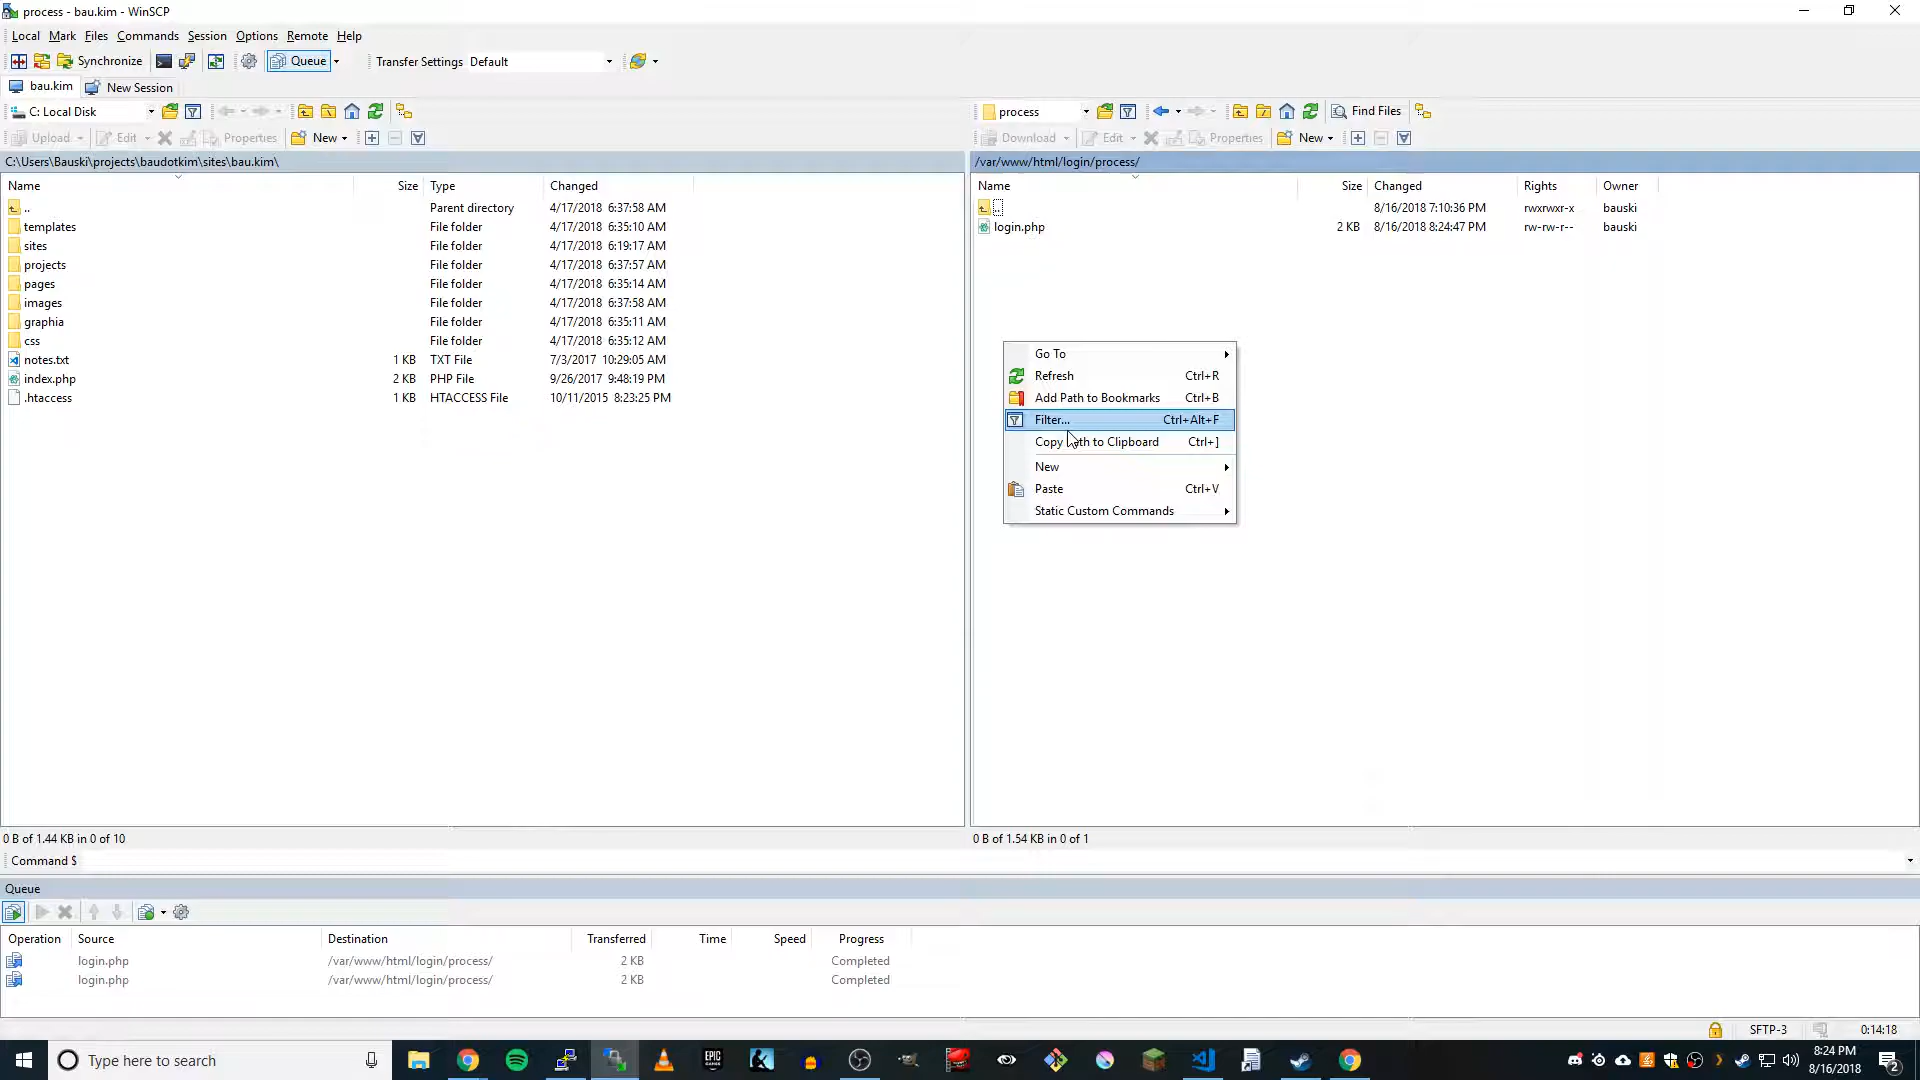 process - bau.kim - WinSCP
Local Mark Files Commands Session Options Remote Help
Synchronize Queue Transfer Settings Default
bau.kim New Session
C: Local Disk
Upload Edit Properties New
C:\Users\Bauski\projects\baudotkim\sites\bau.kim\
Name Size Type Changed
.. Parent directory 4/17/2018 6:37:58 AM
templates File folder 4/17/2018 6:35:10 AM
sites File folder 4/17/2018 6:19:17 AM
projects File folder 4/17/2018 6:37:57 AM
pages File folder 4/17/2018 6:35:14 AM
images File folder 4/17/2018 6:37:58 AM
graphia File folder 4/17/2018 6:35:11 AM
css File folder 4/17/2018 6:35:12 AM
notes.txt 1 KB TXT File 7/3/2017 10:29:05 AM
index.php 2 KB PHP File 9/26/2017 9:48:19 PM
.htaccess 1 KB HTACCESS File 10/11/2015 8:23:25 PM
0 B of 1.44 KB in 0 of 10
process Find Files
Download Edit Properties New
/var/www/html/login/process/
Name Size Changed Rights Owner
.. 8/16/2018 7:10:36 PM rwxrwxr-x bauski
login.php 2 KB 8/16/2018 8:24:47 PM rw-rw-r-- bauski
Go To
Refresh Ctrl+R
Add Path to Bookmarks Ctrl+B
Filter... Ctrl+Alt+F
Copy to Clipboard Ctrl+]
New
Paste Ctrl+V
Static Custom Commands
0 B of 1.54 KB in 0 of 1
Command $
Queue
Operation Source Destination Transferred Time Speed Progress
login.php /var/www/html/login/process/ 2 KB Completed
login.php /var/www/html/login/process/ 2 KB Completed
SFTP-3 0:14:18
Type here to search
EPIC GAMES
8:24 PM
8/16/2018
2